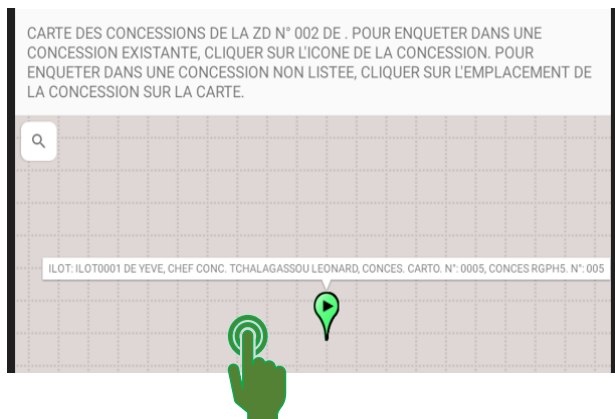 CARTE DES CONCESSIONS DE LA ZD N° 002 DE . POUR ENQUETER DANS UNE
CONCESSION EXISTANTE, CLIQUER SUR L'ICONE DE LA CONCESSION. POUR
ENQUETER DANS UNE CONCESSION NON LISTEE, CLIQUER SUR L'EMPLACEMENT DE
LA CONCESSION SUR LA CARTE.
ILOT: ILOT0001 DE YEVE, CHEF CONC. TCHALAGASSOU LEONARD, CONCES. CARTO. N°: 0005, CONCES RGPH5. N°: 005